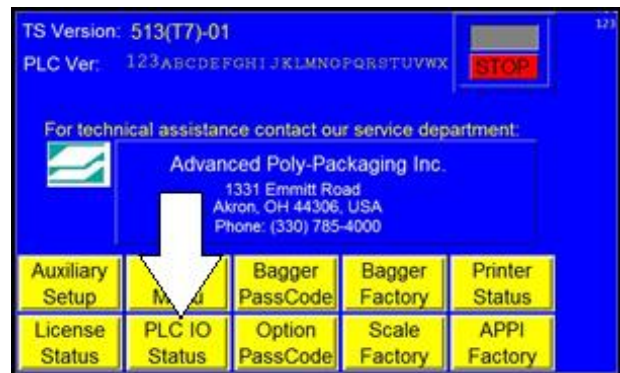 TS Version: 513(T7)-01
123
PLC Ver: 123ABCDEFGHIJKLMNOPQRSTUVWX
STOP
For technical assistance contact our service department:
Advanced Poly-Packaging Inc.
1331 Emmitt Road
Akron, OH 44306, USA
Phone: (330) 785-4000
Auxiliary Bagger Bagger Printer
Setup PassCode Factory Status
License PLC IO Option Scale APPI
Status Status PassCode Factory Factory